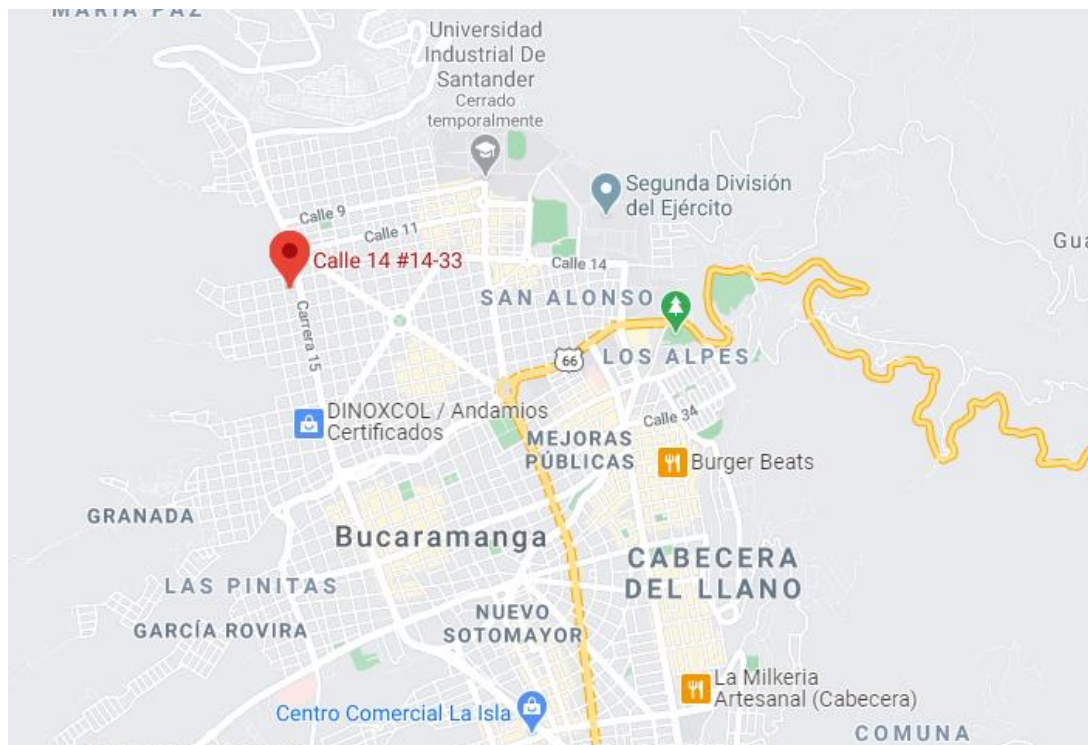 MARÍA PAZ
Universidad
Industrial De
Santander
Cerrado
temporalmente
Segunda División
del Ejército
Calle 9
Calle 11
Gua
Calle 14 #14-33
Calle 14
SAN ALONSO
Carrera 15
66
LOS ALPES
DINOXCOL / Andamios
Certificados
Calle 34
MEJORAS
PÚBLICAS
Burger Beats
GRANADA
Bucaramanga
CABECERA
DEL LLANO
LAS PINITAS
NUEVO
SOTOMAYOR
GARCÍA ROVIRA
La Milkeria
Artesanal (Cabecera)
Centro Comercial La Isla
COMUNA